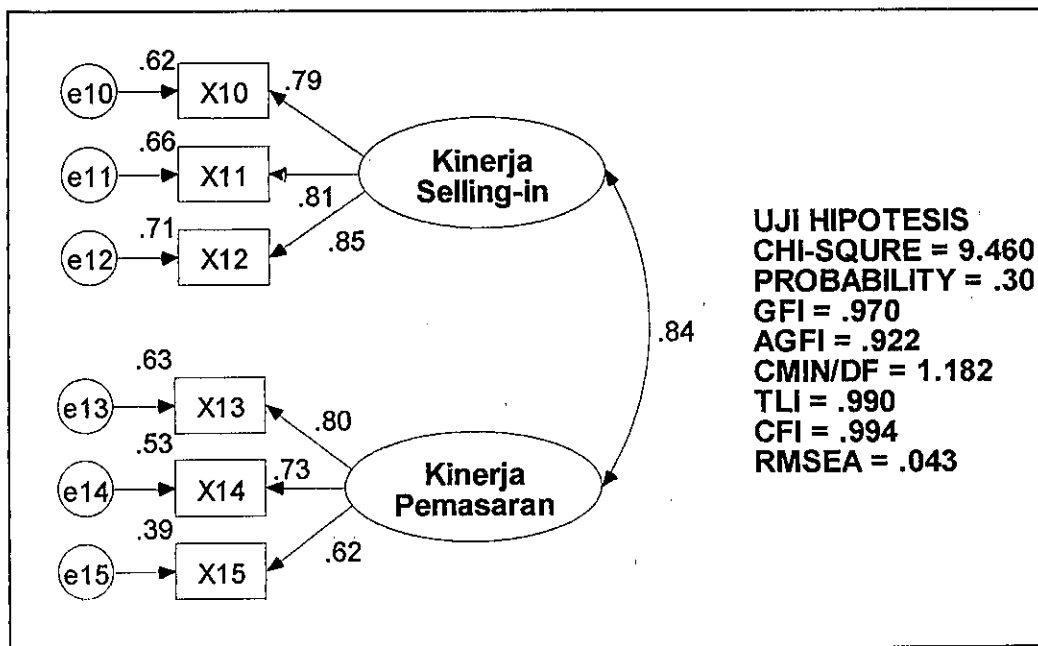 .62
e10
X10
.79
.66
e11
X11
.81
.71
e12
X12
.85
Kinerja
Selling-in
.84
.63
e13
X13
.80
.53
e14
X14
.73
.39
e15
X15
.62
Kinerja
Pemasaran
UJI HIPOTESIS
CHI-SQURE = 9.460
PROBABILITY = .30
GFI = .970
AGFI = .922
CMIN/DF = 1.182
TLI = .990
CFI = .994
RMSEA = .043